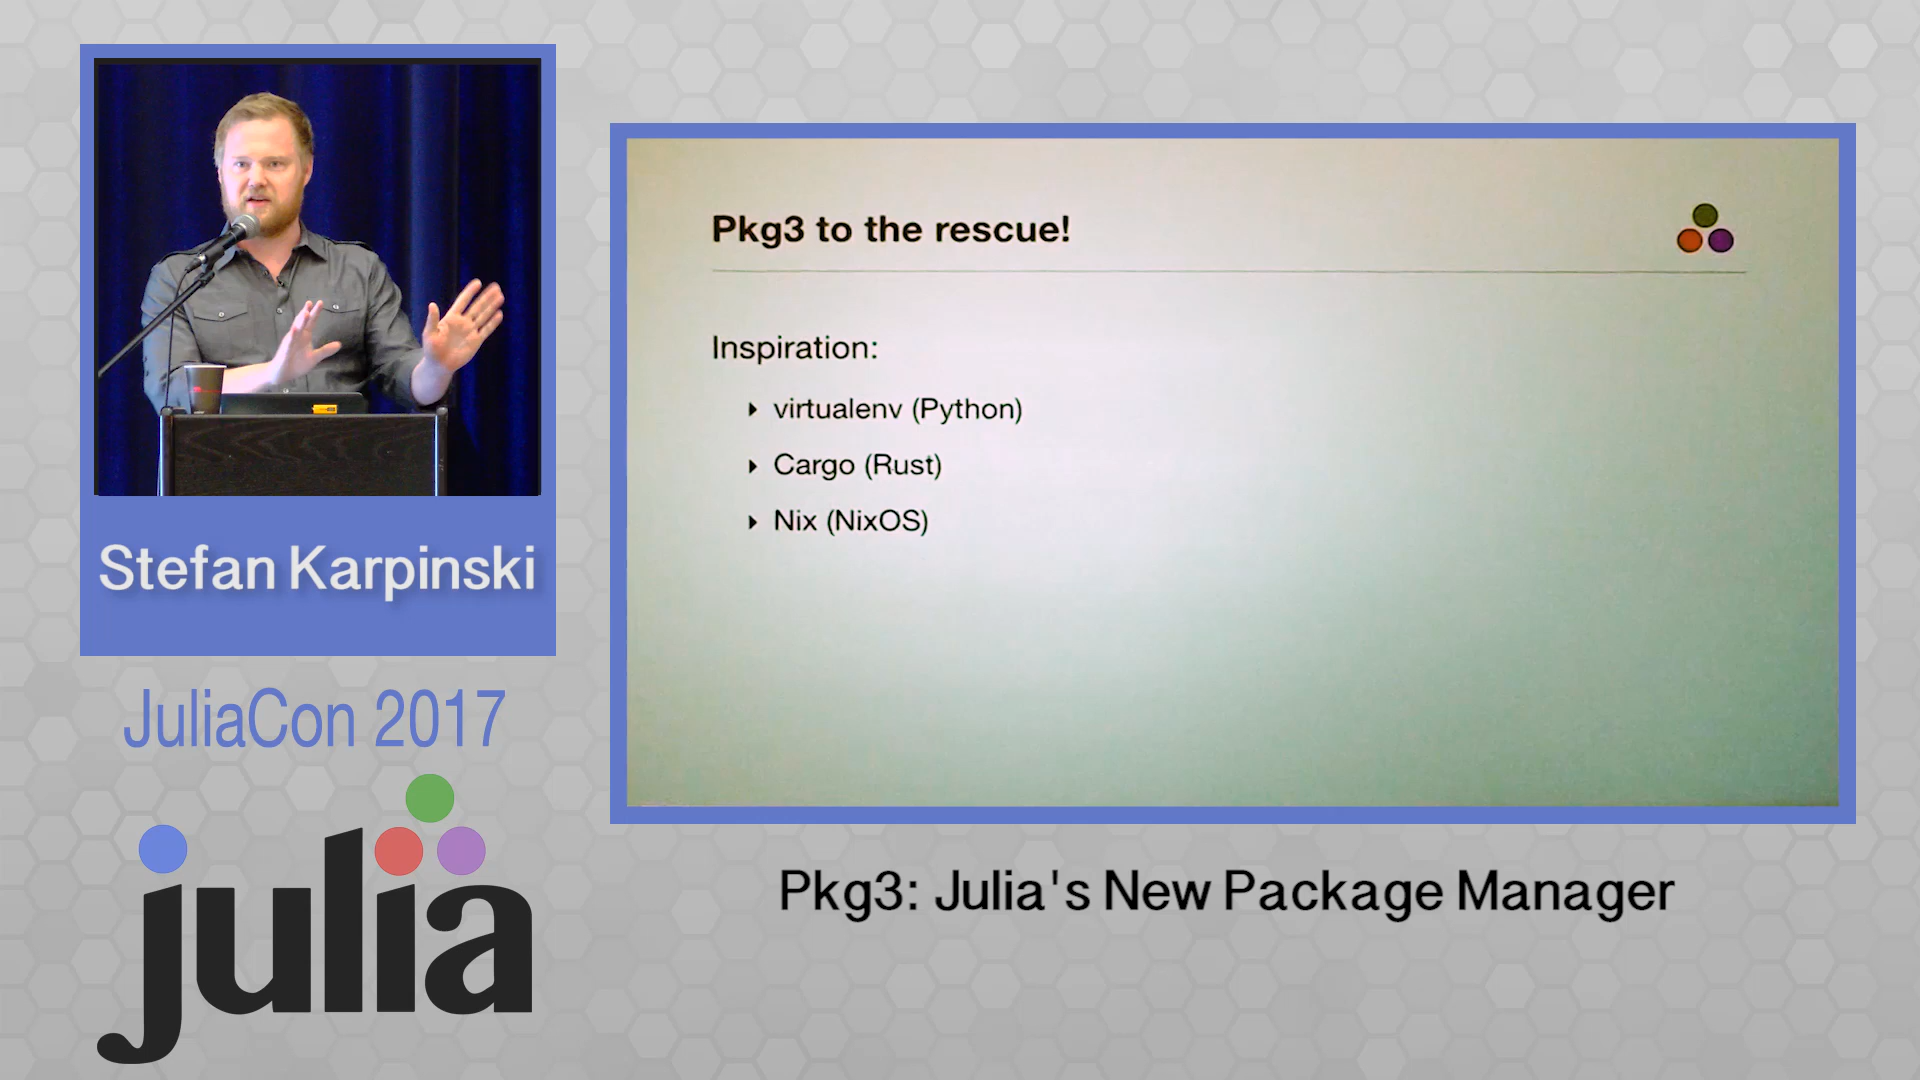 Stefan Karpinski
JuliaCon 2017
julia
Pkg3 to the rescue!
Inspiration:
virtualenv (Python)
Cargo (Rust)
Nix (NixOS)
Pkg3: Julia's New Package Manager